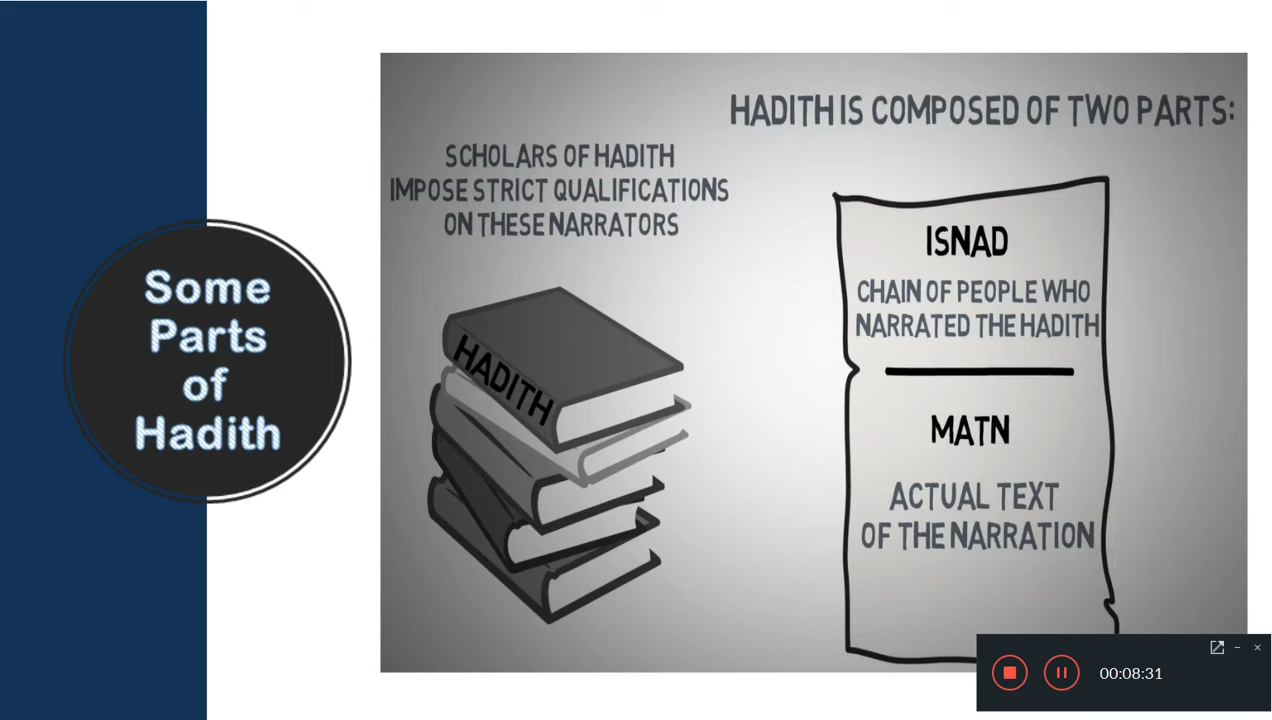 Some
Parts
of
Hadith
SCHOLARS OF HADITH
IMPOSE STRICT QUALIFICATIONS
ON THESE NARRATORS
HADITH
HADITH IS COMPOSED OF TWO PARTS:
ISNAD
CHAIN OF PEOPLE WHO
NARRATED THE HADITH
MATN
ACTUAL TEXT
OF THE NARRATION
00:08:31